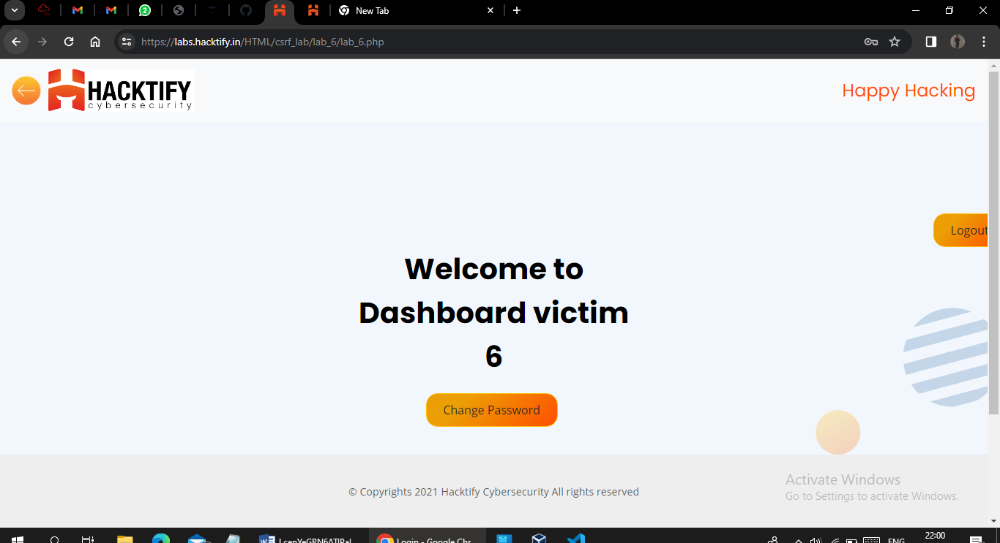 2
New Tab
https://labs.hacktify.in/HTML/csrf_lab/lab_6/lab_6.php
HACKTIFY
cybersecurity
Happy Hacking
Logout
Welcome to
Dashboard victim
6
Change Password
© Copyrights 2021 Hacktify Cybersecurity All rights reserved
Activate Windows
Go to Settings to activate Windows.
Login - Google Chr
ENG
22:00